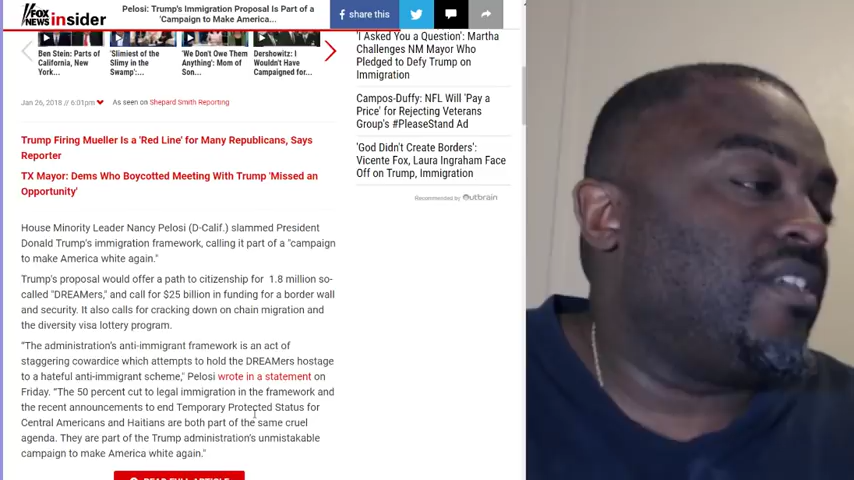 FOX NEWS insider
Pelosi: Trump's Immigration Proposal Is Part of a
'Campaign to Make America...
f share this
Ben Stein: Parts of
California, New
York...
'Slimiest of the
Slimy in the
Swamp':...
'We Don't Owe Them
Anything': Mom of
Son...
Dershowitz: I
Wouldn't Have
Campaigned for...
Jan 26, 2018 // 6:01pm
As seen on Shepard Smith Reporting
Trump Firing Mueller Is a 'Red Line' for Many Republicans, Says
Reporter
TX Mayor: Dems Who Boycotted Meeting With Trump 'Missed an
Opportunity'
House Minority Leader Nancy Pelosi (D-Calif.) slammed President
Donald Trump's immigration framework, calling it part of a "campaign
to make America white again."
Trump's proposal would offer a path to citizenship for 1.8 million so-
called "DREAMers," and call for $25 billion in funding for a border wall
and security. It also calls for cracking down on chain migration and
the diversity visa lottery program.
“The administration’s anti-immigrant framework is an act of
staggering cowardice which attempts to hold the DREAMers hostage
to a hateful anti-immigrant scheme,” Pelosi wrote in a statement on
Friday. “The 50 percent cut to legal immigration in the framework and
the recent announcements to end Temporary Protected Status for
Central Americans and Haitians are both part of the same cruel
agenda. They are part of the Trump administration’s unmistakable
campaign to make America white again."
READ FULL ARTICLE
'I Asked You a Question': Martha
Challenges NM Mayor Who
Pledged to Defy Trump on
Immigration
Campos-Duffy: NFL Will 'Pay a
Price' for Rejecting Veterans
Group's #PleaseStand Ad
'God Didn't Create Borders':
Vicente Fox, Laura Ingraham Face
Off on Trump, Immigration
Recommended by Outbrain